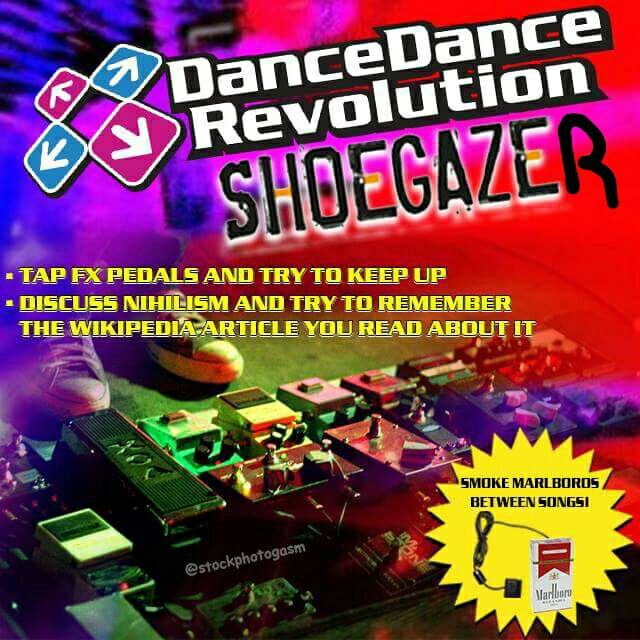 DanceDance
Revolution
SHOEGAZER
• TAP FX PEDALS AND TRY TO KEEP UP
• DISCUSS NIHILISM AND TRY TO REMEMBER
THE WIKIPEDIA ARTICLE YOU READ ABOUT IT
SMOKE MARLBOROS
BETWEEN SONGS!
Marlboro
@stockphotogasm